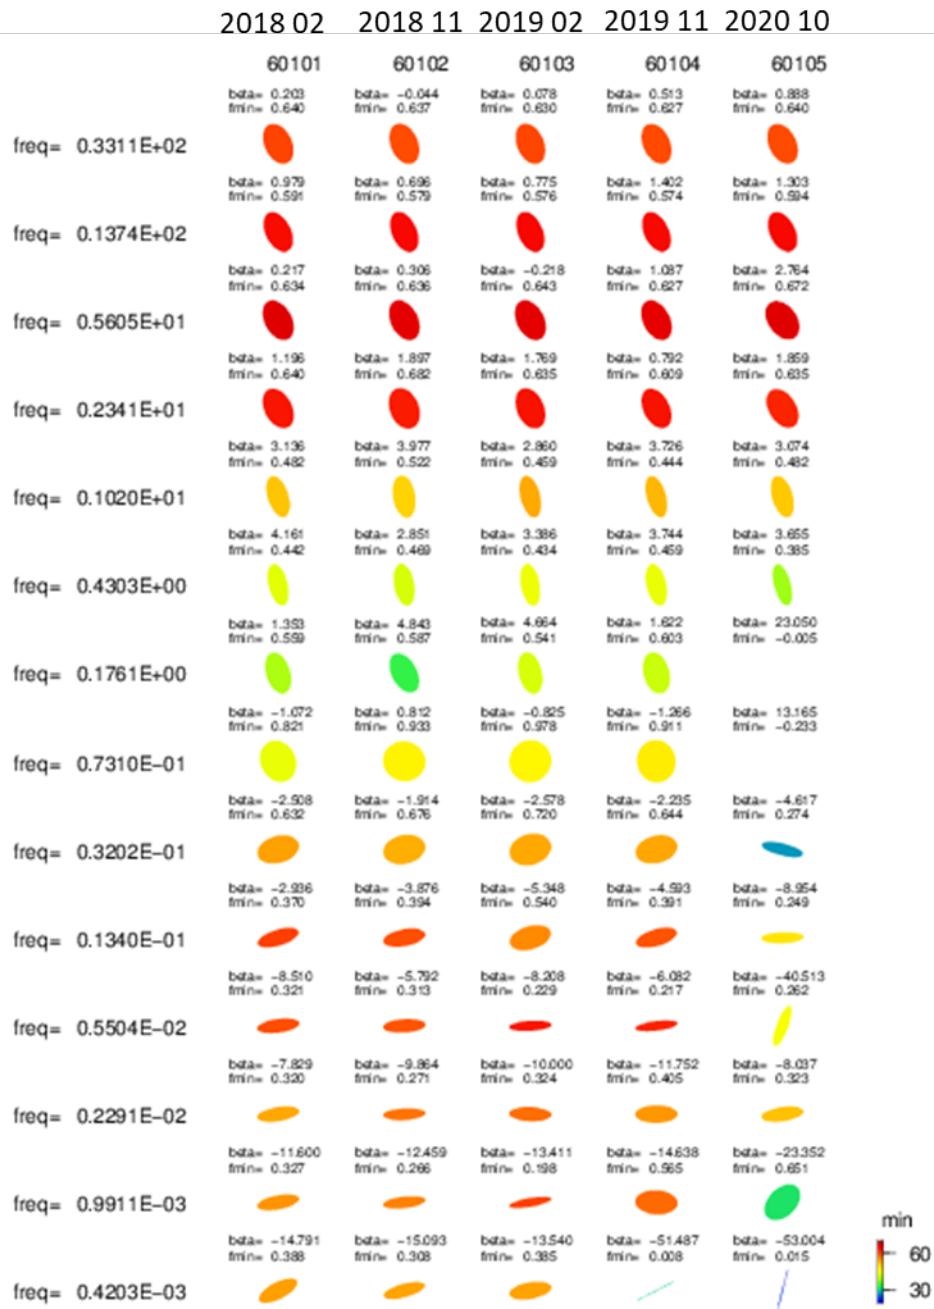 2018 02 2018 11 2019 02 2019 11 2020 10
60101 60102 60103 60104 60105
beta= 0.203 beta= -0.044 beta= 0.078 beta= 0.513 beta= 0.888
fmin= 0.640 fmin= 0.637 fmin= 0.630 fmin= 0.627 fmin= 0.640
freq= 0.3311E+02
beta= 0.979 beta= 0.696 beta= 0.775 beta= 1.402 beta= 1.303
fmin= 0.591 fmin= 0.579 fmin= 0.576 fmin= 0.574 fmin= 0.594
freq= 0.1374E+02
beta= 0.217 beta= 0.306 beta= -0.218 beta= 1.087 beta= 2.764
fmin= 0.634 fmin= 0.636 fmin= 0.643 fmin= 0.627 fmin= 0.672
freq= 0.5605E+01
beta= 1.196 beta= 1.897 beta= 1.769 beta= 0.792 beta= 1.859
fmin= 0.640 fmin= 0.682 fmin= 0.635 fmin= 0.609 fmin= 0.635
freq= 0.2341E+01
beta= 3.136 beta= 3.977 beta= 2.860 beta= 3.726 beta= 3.074
fmin= 0.482 fmin= 0.522 fmin= 0.459 fmin= 0.444 fmin= 0.482
freq= 0.1020E+01
beta= 4.161 beta= 2.851 beta= 3.386 beta= 3.744 beta= 3.655
fmin= 0.442 fmin= 0.469 fmin= 0.434 fmin= 0.459 fmin= 0.385
freq= 0.4303E+00
beta= 1.353 beta= 4.843 beta= 4.664 beta= 1.622 beta= 23.050
fmin= 0.559 fmin= 0.587 fmin= 0.541 fmin= 0.603 fmin= -0.005
freq= 0.1761E+00
beta= -1.072 beta= 0.812 beta= -0.825 beta= -1.266 beta= 13.165
fmin= 0.821 fmin= 0.933 fmin= 0.978 fmin= 0.911 fmin= -0.233
freq= 0.7310E-01
beta= -2.508 beta= -1.914 beta= -2.578 beta= -2.235 beta= -4.617
fmin= 0.632 fmin= 0.676 fmin= 0.720 fmin= 0.644 fmin= 0.274
freq= 0.3202E-01
beta= -2.936 beta= -3.876 beta= -5.348 beta= -4.593 beta= -8.954
fmin= 0.370 fmin= 0.394 fmin= 0.540 fmin= 0.391 fmin= 0.249
freq= 0.1340E-01
beta= -8.510 beta= -5.792 beta= -8.208 beta= -6.082 beta= -40.513
fmin= 0.321 fmin= 0.313 fmin= 0.229 fmin= 0.217 fmin= 0.262
freq= 0.5504E-02
beta= -7.829 beta= -9.864 beta= -10.000 beta= -11.752 beta= -8.037
fmin= 0.320 fmin= 0.271 fmin= 0.324 fmin= 0.405 fmin= 0.323
freq= 0.2291E-02
beta= -11.600 beta= -12.459 beta= -13.411 beta= -14.638 beta= -23.352
fmin= 0.327 fmin= 0.266 fmin= 0.198 fmin= 0.565 fmin= 0.651
freq= 0.9911E-03
beta= -14.791 beta= -15.093 beta= -13.540 beta= -51.487 beta= -53.004
fmin= 0.388 fmin= 0.308 fmin= 0.385 fmin= 0.008 fmin= 0.015
freq= 0.4203E-03
min
60
30